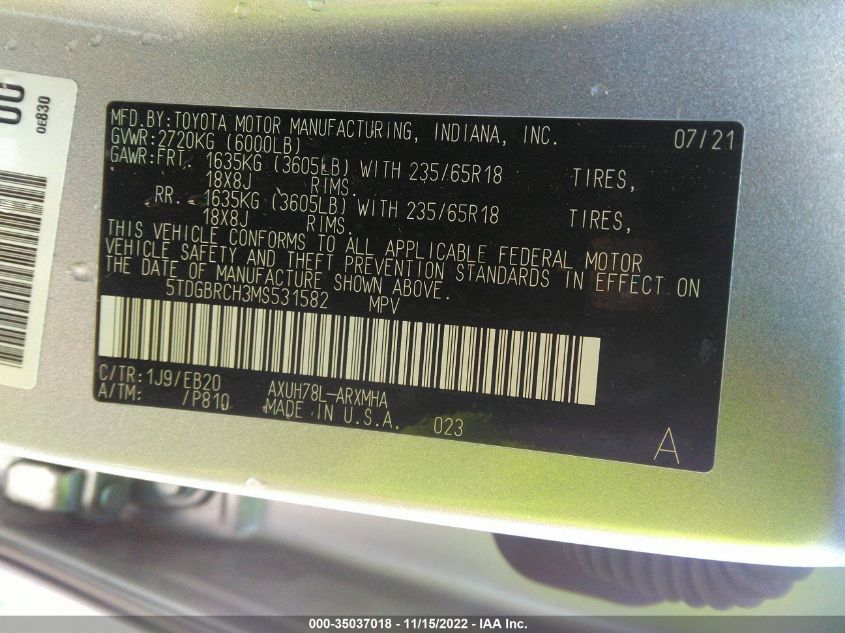 00
0E830
MFD.BY:TOYOTA MOTOR MANUFACTURING, INDIANA, INC. 07/21
GVWR:2720KG (6000LB)
GAWR:FRT. 1635KG (3605LB) WITH 235/65R18 TIRES,
18X8J RIMS.
RR. 1635KG (3605LB) WITH 235/65R18 TIRES,
18X8J RIMS.
THIS VEHICLE CONFORMS TO ALL APPLICABLE FEDERAL MOTOR
VEHICLE SAFETY AND THEFT PREVENTION STANDARDS IN EFFECT ON
THE DATE OF MANUFACTURE SHOWN ABOVE.
5TDGBRCH3MS531582 MPV
C/TR:1J9/EB20 AXUH78L-ARXMHA
A/TM: /P810 MADE IN U.S.A. 023
A
000-35037018 - 11/15/2022 - IAA Inc.